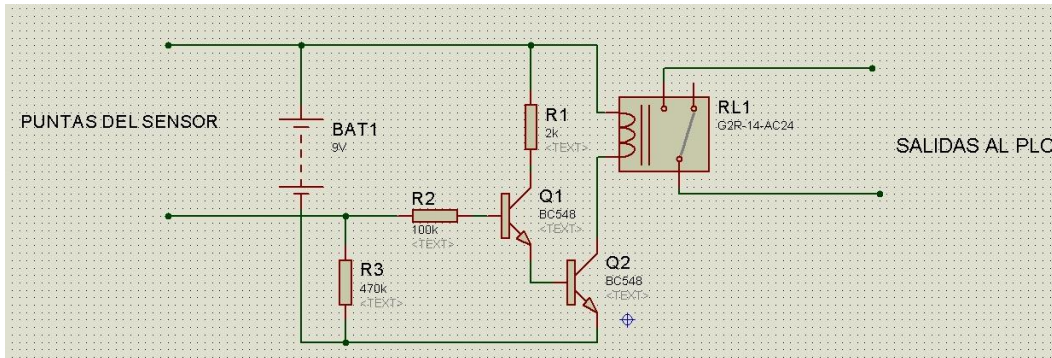 PUNTAS DEL SENSOR
BAT1
9V
R1
2k
<TEXT>
RL1
G2R-14-AC24
SALIDAS AL PLC
R2
100k
<TEXT>
Q1
BC548
<TEXT>
R3
470k
<TEXT>
Q2
BC548
<TEXT>